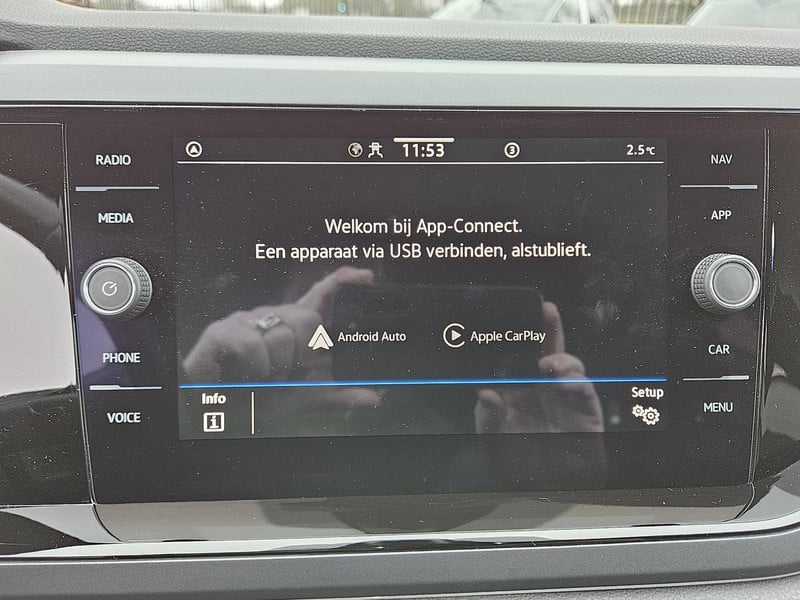 RADIO
MEDIA
PHONE
VOICE
11:53
3
2.5°C
Welkom bij App-Connect.
Een apparaat via USB verbinden, alstublieft.
Android Auto
Apple CarPlay
Info
i
Setup
NAV
APP
CAR
MENU